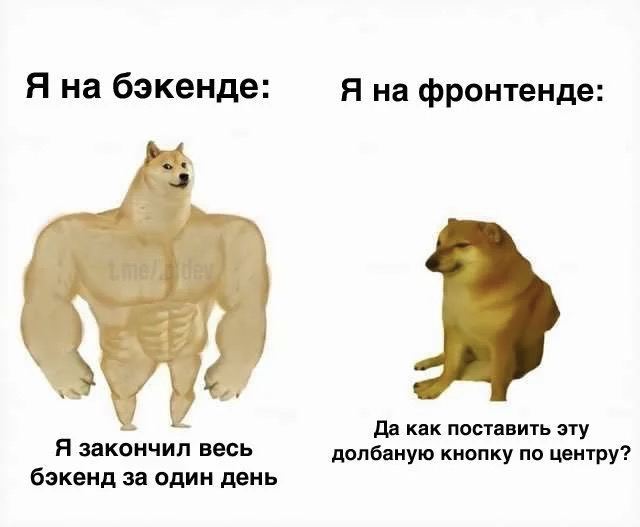 Я на бэкенде:
Я на фронтенде:
Я закончил весь
бэкенд за один день
Да как поставить эту
долбаную кнопку по центру?